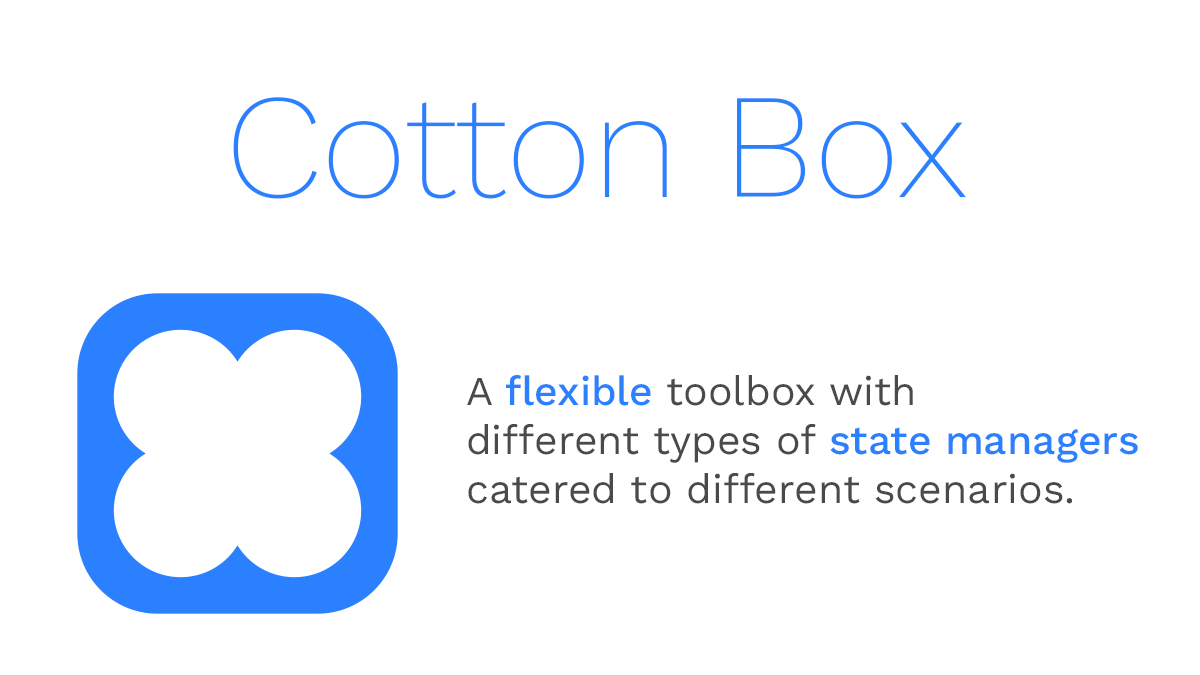 Cotton Box
A flexible toolbox with
different types of state managers
catered to different scenarios.